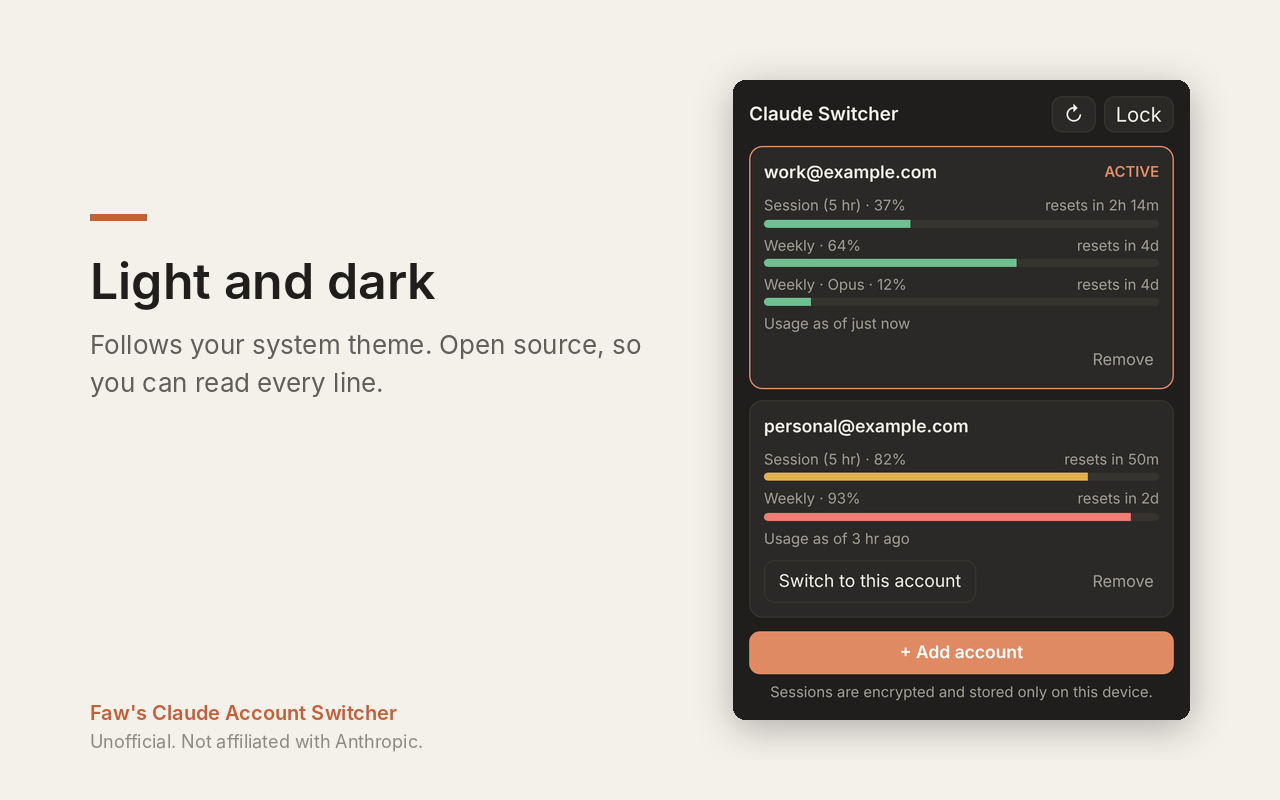 Light and dark
Follows your system theme. Open source, so
you can read every line.
Faw's Claude Account Switcher
Unofficial. Not affiliated with Anthropic.
Claude Switcher
Lock
work@example.com ACTIVE
Session (5 hr) · 37% resets in 2h 14m
Weekly · 64% resets in 4d
Weekly · Opus · 12% resets in 4d
Usage as of just now
Remove
personal@example.com
Session (5 hr) · 82% resets in 50m
Weekly · 93% resets in 2d
Usage as of 3 hr ago
Switch to this account Remove
+ Add account
Sessions are encrypted and stored only on this device.